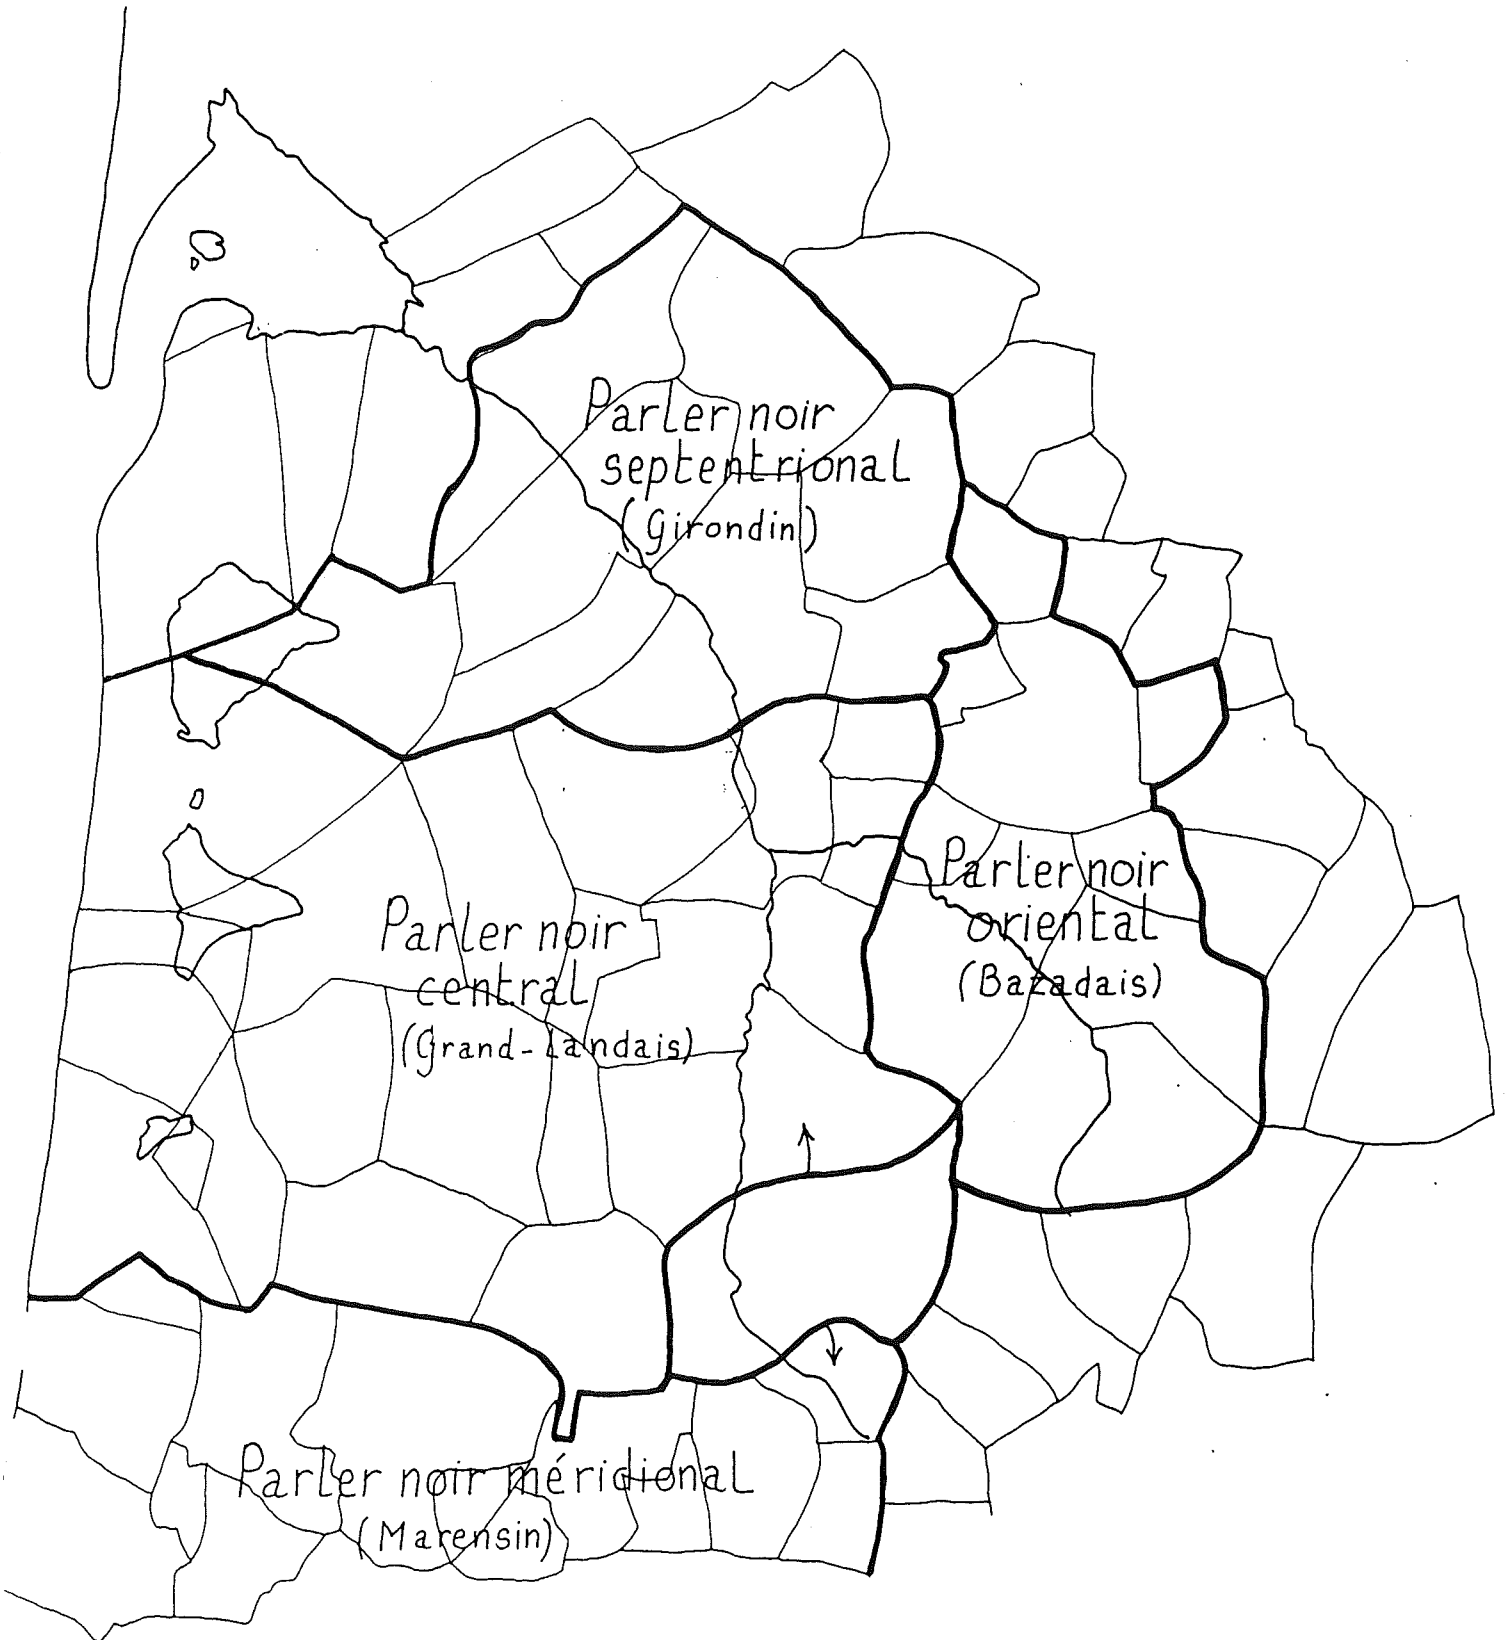 Parler noir
septentrional
(Girondin)
Parler noir
oriental
(Bazadais)
Parler noir
central
(Grand-Landais)
Parler noir méridional
(Marensin)